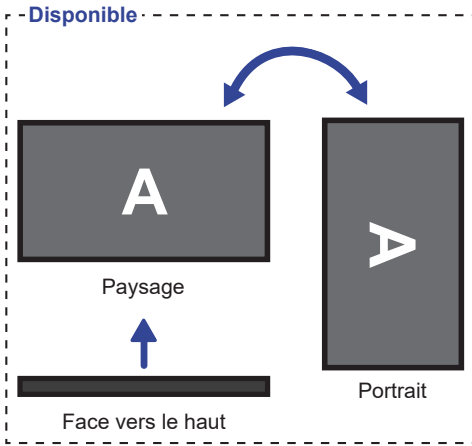 Disponible
A
Paysage
A
Portrait
Face vers le haut